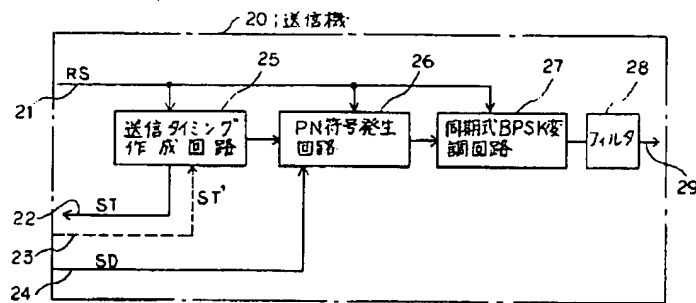 20;送信機
RS
21
25
送信タイミング
作成回路
26
PN符号発生
回路
27
同期式BPSK変
調回路
28
フィルタ
29
22
ST
ST'
23
SD
24